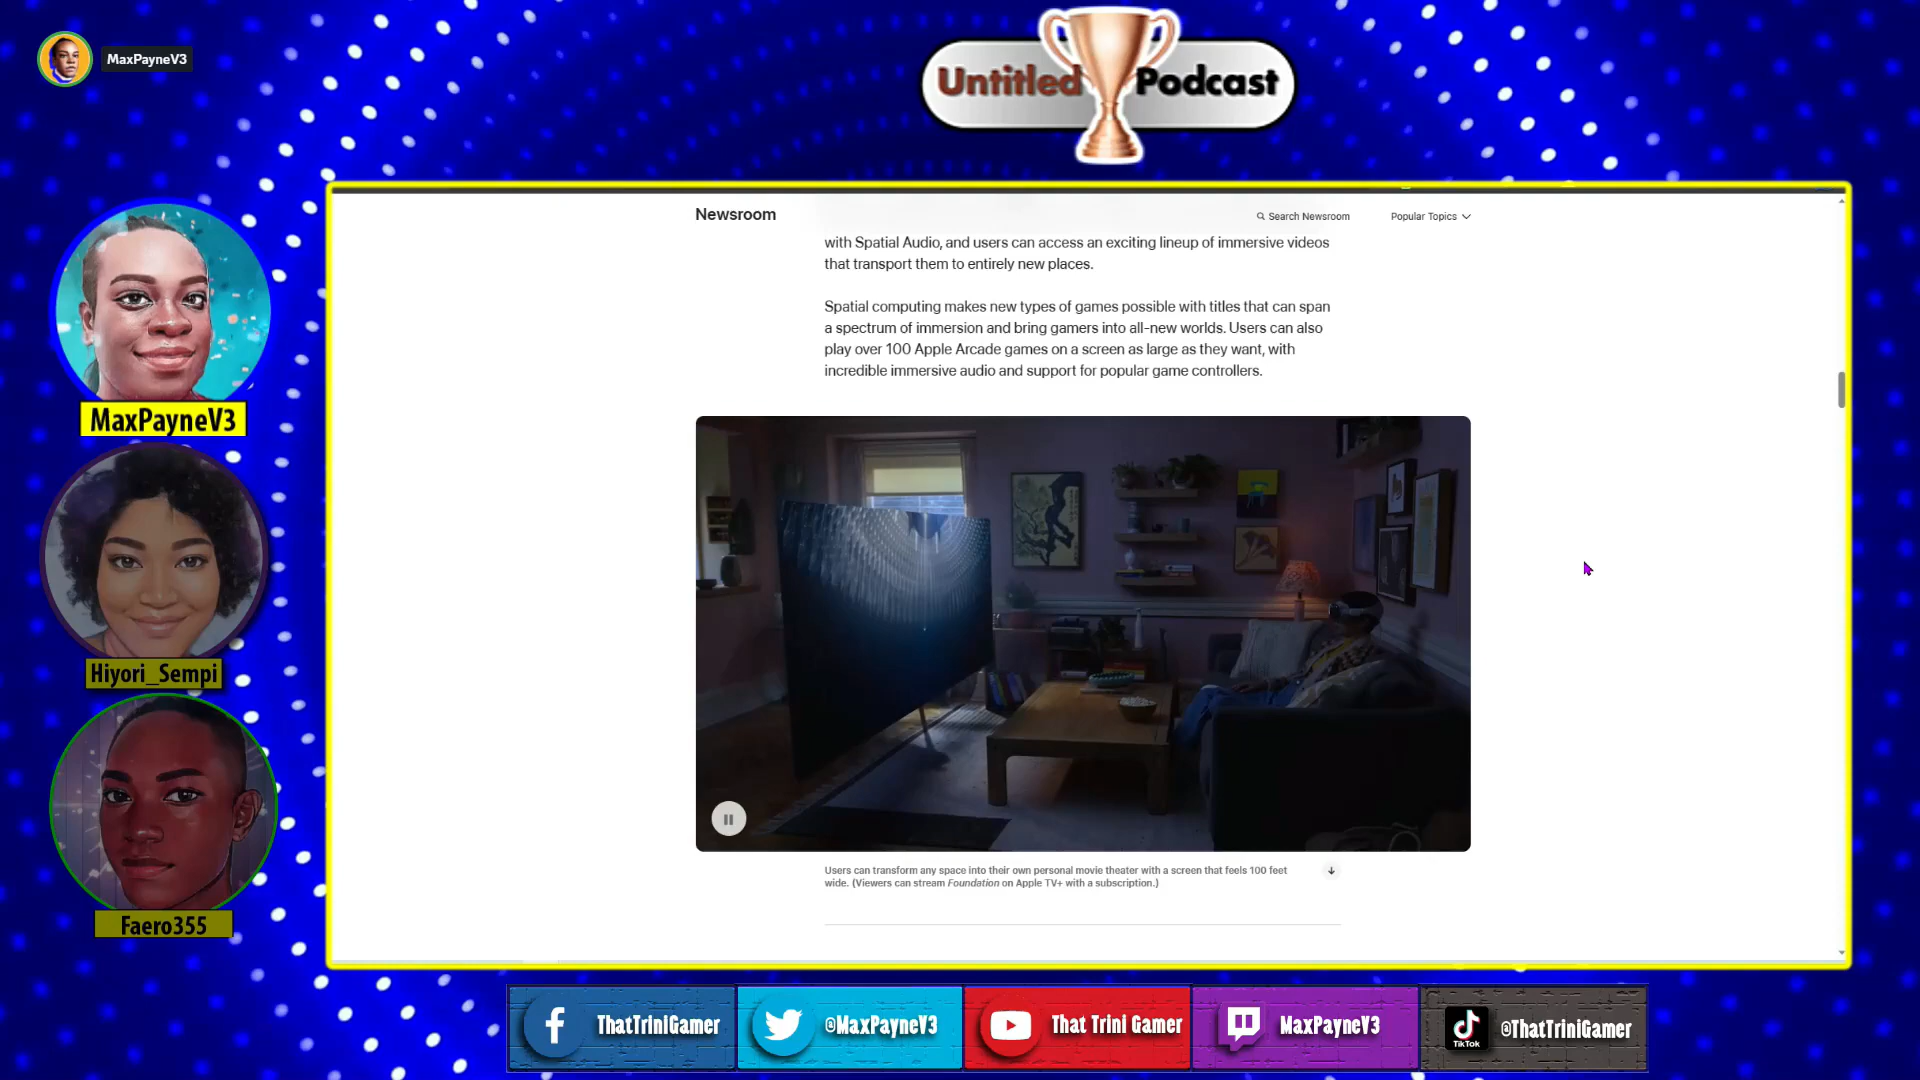 MaxPayneV3
Untitled Podcast
MaxPayneV3
Hiyori_Sempi
Faero355
Newsroom
Search Newsroom
Popular Topics
with Spatial Audio, and users can access an exciting lineup of immersive videos
that transport them to entirely new places.
Spatial computing makes new types of games possible with titles that can span
a spectrum of immersion and bring gamers into all-new worlds. Users can also
play over 100 Apple Arcade games on a screen as large as they want, with
incredible immersive audio and support for popular game controllers.
Users can transform any space into their own personal movie theater with a screen that feels 100 feet
wide. (Viewers can stream Foundation on Apple TV+ with a subscription.)
ThatTriniGamer
@MaxPayneV3
That Trini Gamer
MaxPayneV3
TikTok
@ThatTriniGamer